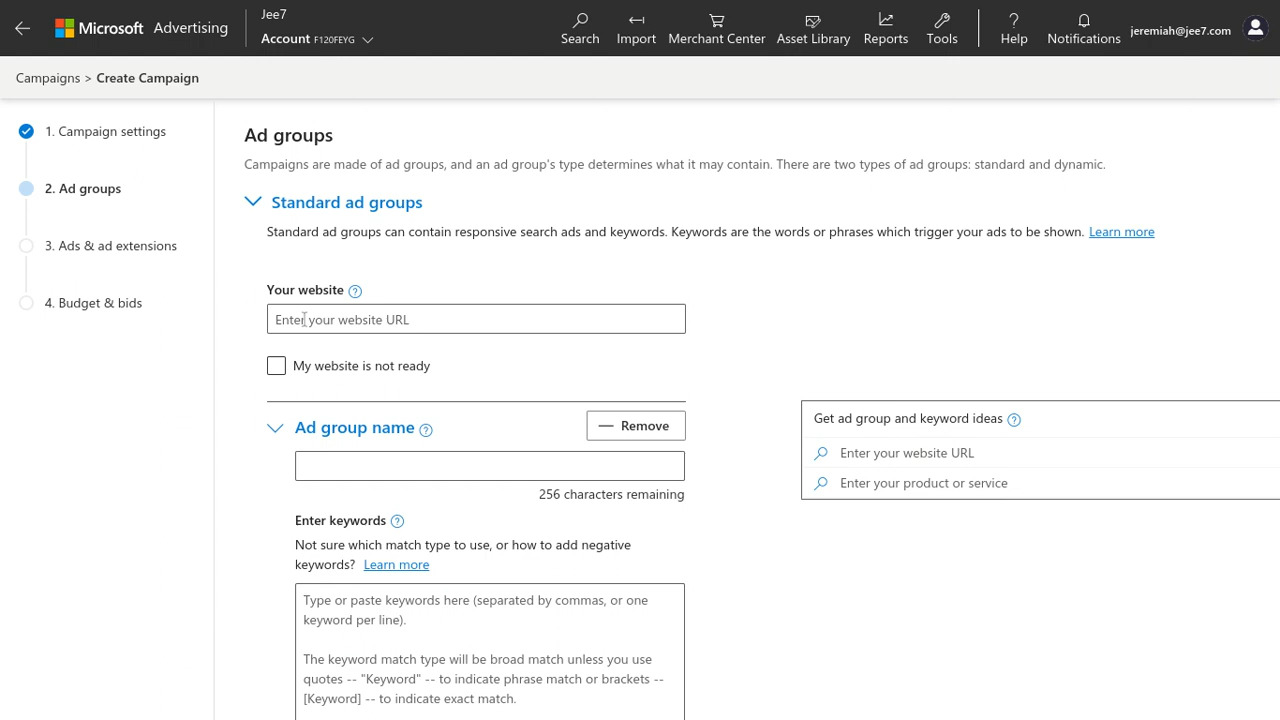 Microsoft Advertising
Jee7
Account F120FEYG
Search
Import
Merchant Center
Asset Library
Reports
Tools
Help
Notifications
jeremiah@jee7.com
Campaigns > Create Campaign
1. Campaign settings
2. Ad groups
3. Ads & ad extensions
4. Budget & bids
Ad groups
Campaigns are made of ad groups, and an ad group's type determines what it may contain. There are two types of ad groups: standard and dynamic.
Standard ad groups
Standard ad groups can contain responsive search ads and keywords. Keywords are the words or phrases which trigger your ads to be shown. Learn more
Your website ?
Enter your website URL
My website is not ready
Ad group name ?
— Remove
256 characters remaining
Enter keywords ?
Not sure which match type to use, or how to add negative
keywords? Learn more
Type or paste keywords here (separated by commas, or one
keyword per line).
The keyword match type will be broad match unless you use
quotes -- "Keyword" -- to indicate phrase match or brackets --
[Keyword] -- to indicate exact match.
Get ad group and keyword ideas ?
Enter your website URL
Enter your product or service